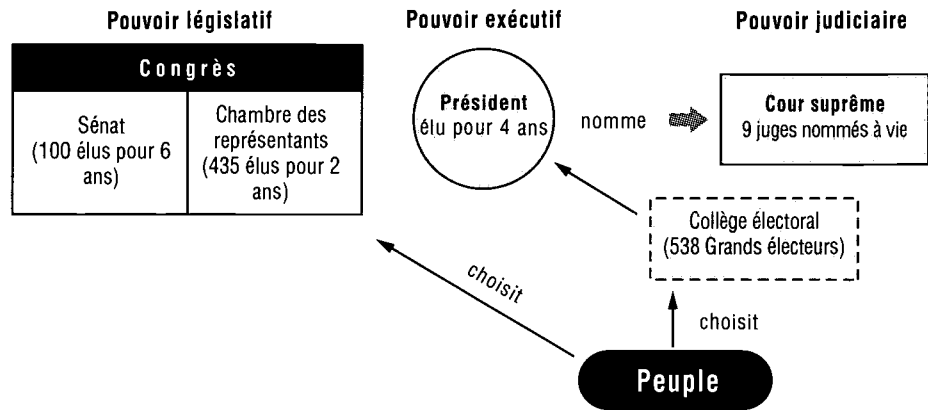 Pouvoir législatif
Pouvoir exécutif
Pouvoir judiciaire
Congrès
Sénat
(100 élus pour 6
ans)
Chambre des
représentants
(435 élus pour 2
ans)
Président
élu pour 4 ans
nomme
Cour suprême
9 juges nommés à vie
Collège électoral
(538 Grands électeurs)
choisit
choisit
Peuple